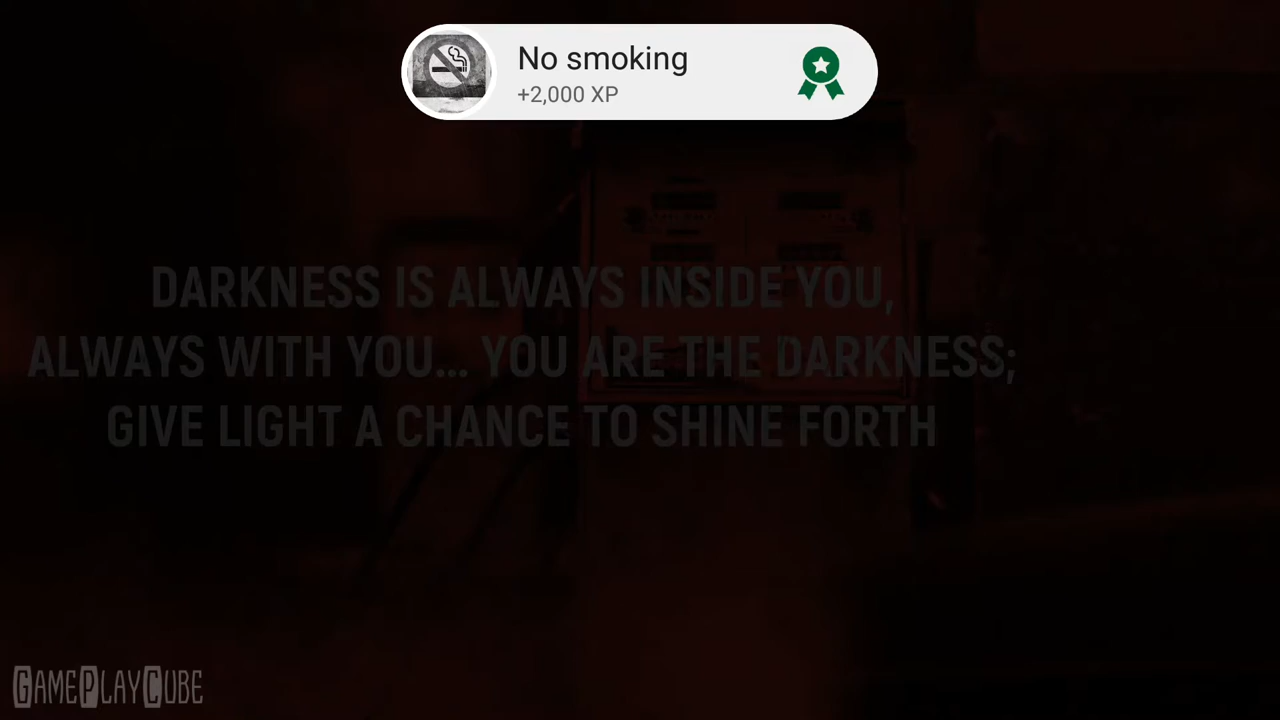 No smoking
+2,000 XP
DARKNESS IS ALWAYS INSIDE YOU,
ALWAYS WITH YOU... YOU ARE THE DARKNESS;
GIVE LIGHT A CHANCE TO SHINE FORTH
GAMEPLAYCUBE